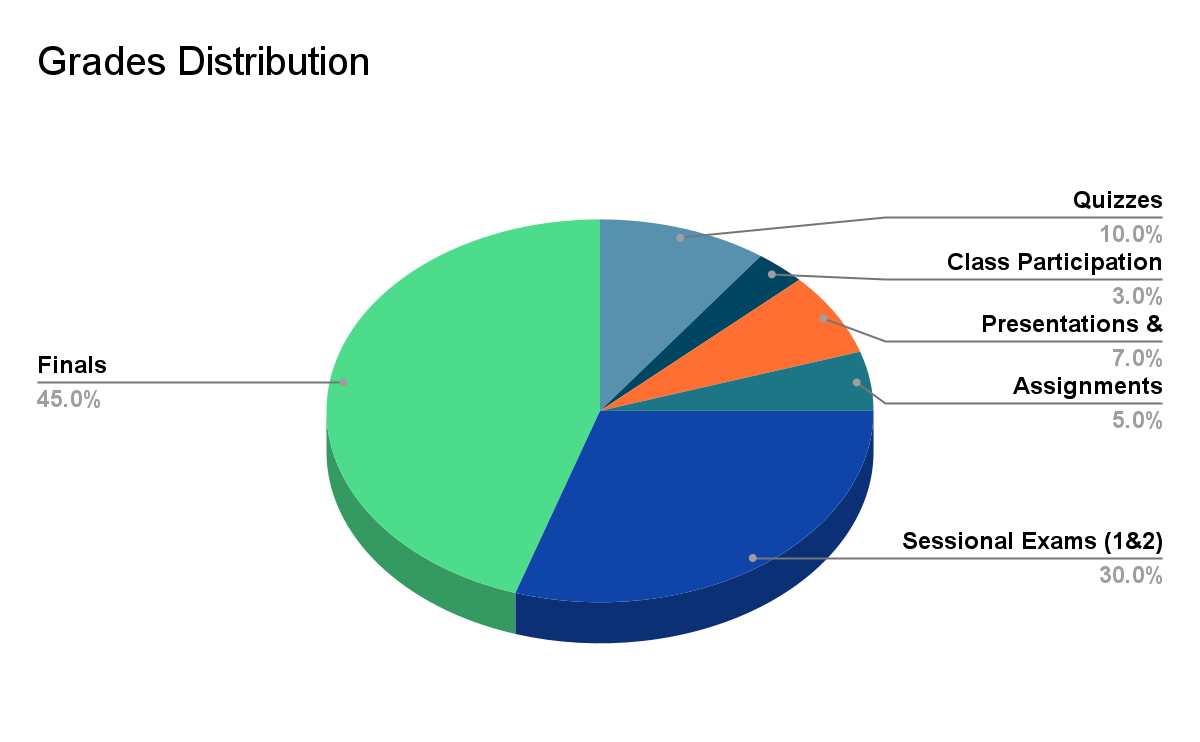 Grades Distribution
Quizzes
10.0%
Class Participation
3.0%
Presentations &
7.0%
Assignments
5.0%
Sessional Exams (1&2)
30.0%
Finals
45.0%